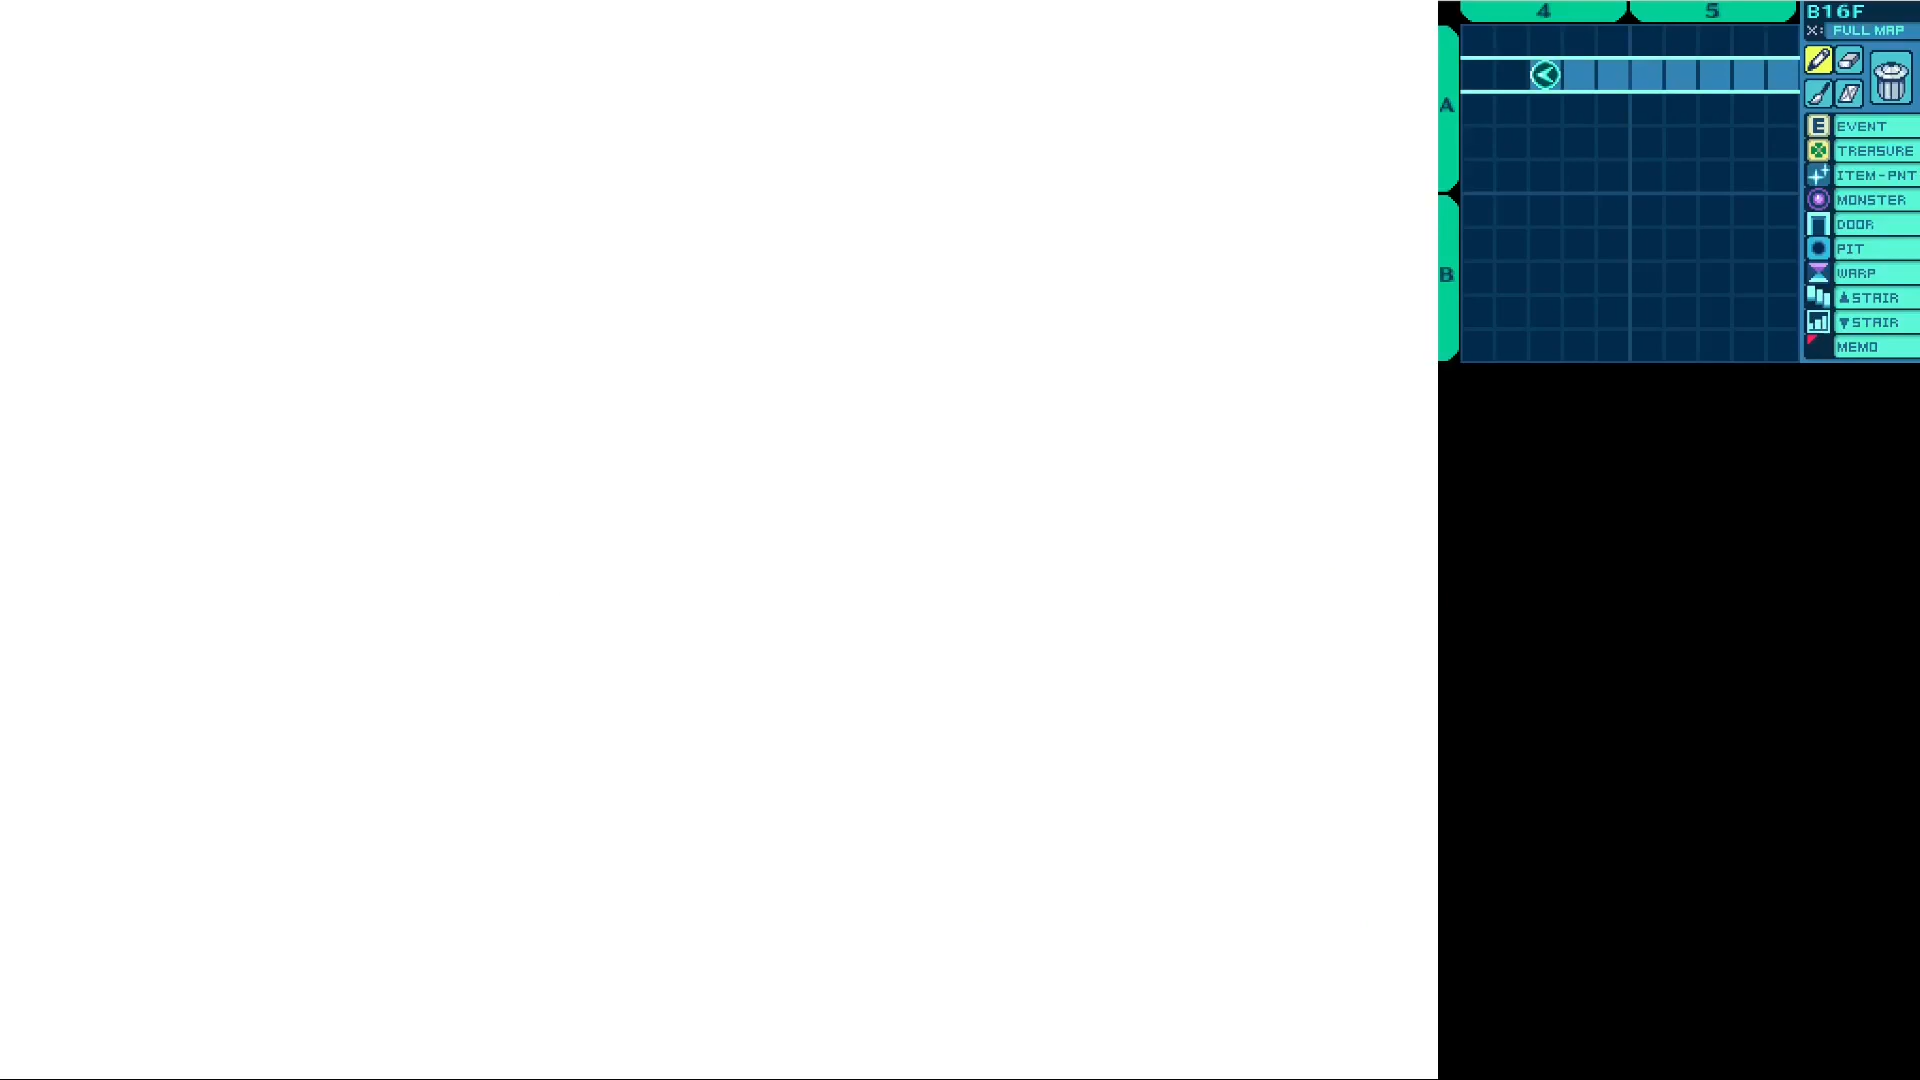 4 5
B16F
X: FULL MAP
A
E EVENT
TREASURE
ITEM-PNT
MONSTER
DOOR
PIT
B
WARP
▲STAIR
▼STAIR
MEMO